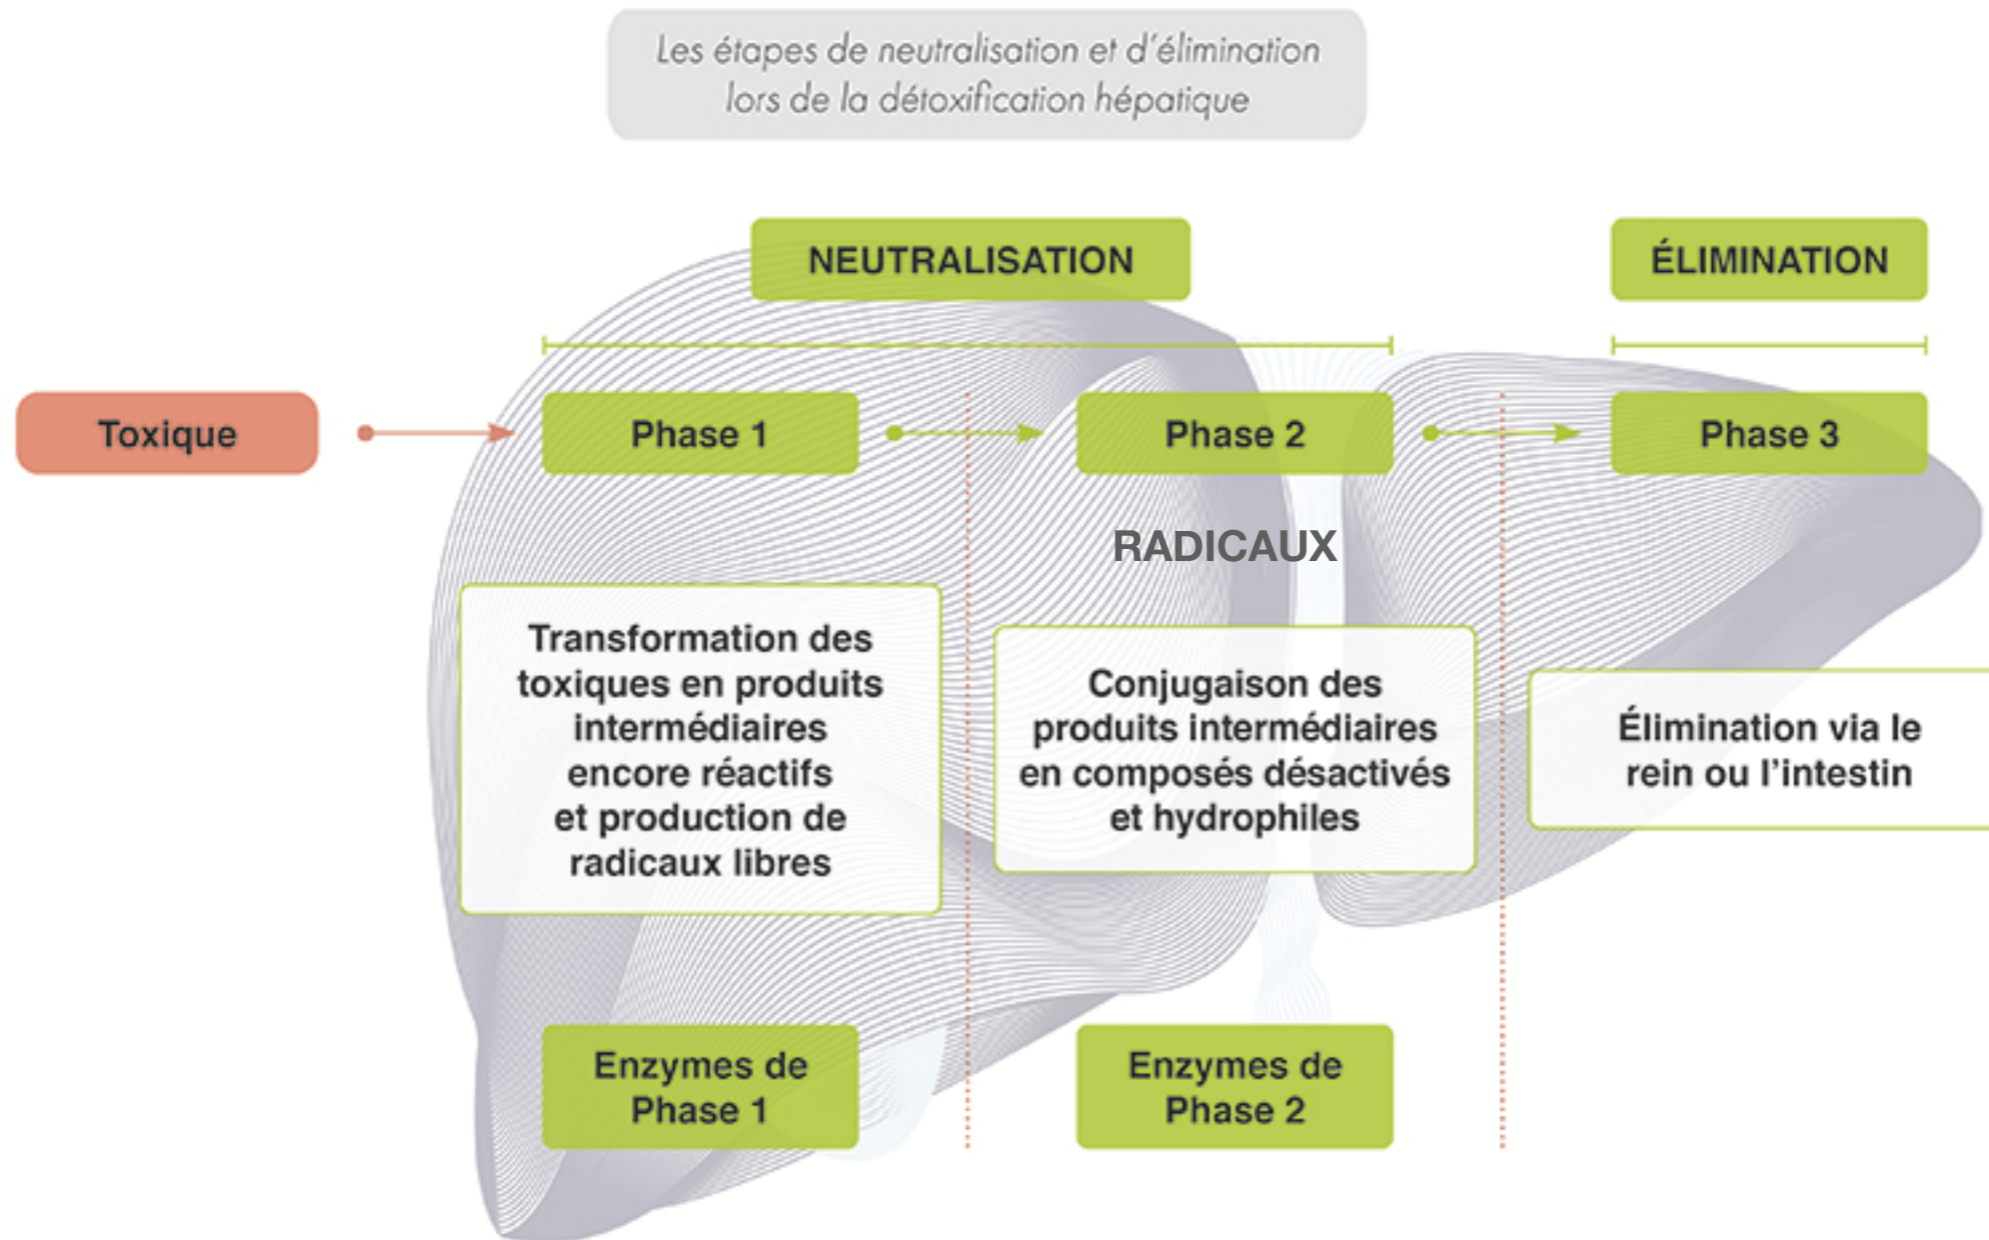 Les étapes de neutralisation et d'élimination
lors de la détoxification hépatique
NEUTRALISATION
ÉLIMINATION
Toxique
Phase 1
Phase 2
Phase 3
RADICAUX
Transformation des
toxiques en produits
intermédiaires
encore réactifs
et production de
radicaux libres
Conjugaison des
produits intermédiaires
en composés désactivés
et hydrophiles
Élimination via le
rein ou l'intestin
Enzymes de
Phase 1
Enzymes de
Phase 2